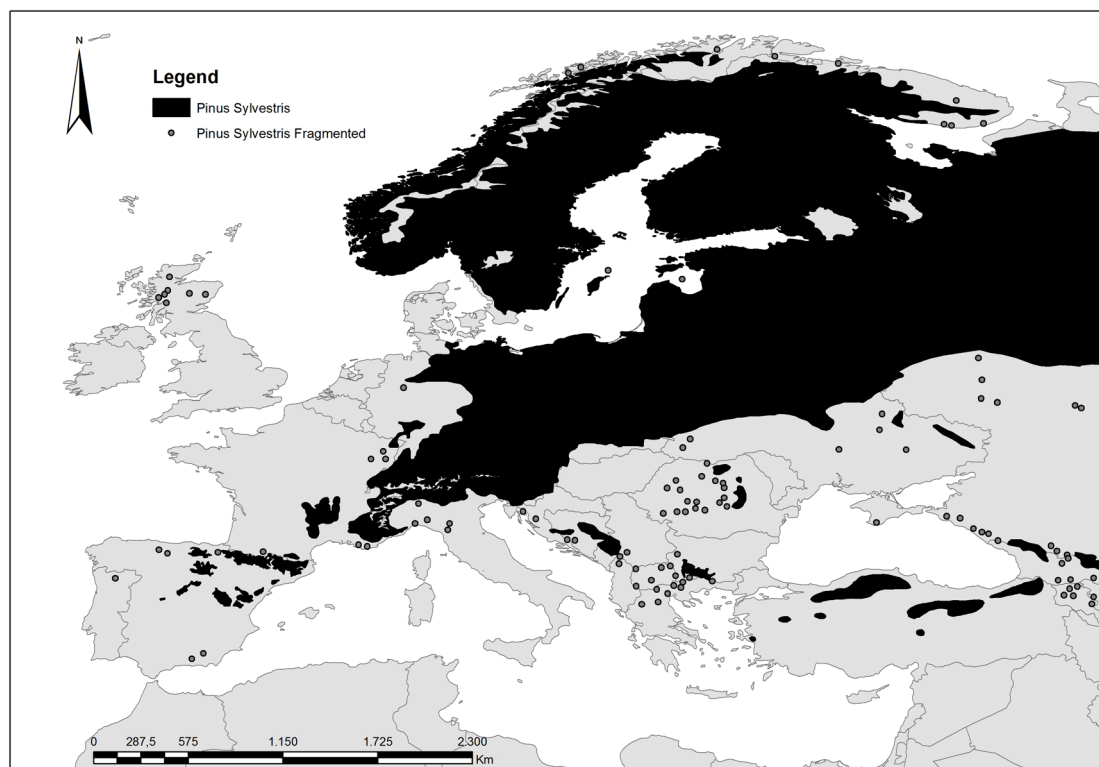 N
Legend
Pinus Sylvestris
Pinus Sylvestris Fragmented
0 287,5 575 1.150 1.725 2.300
Km